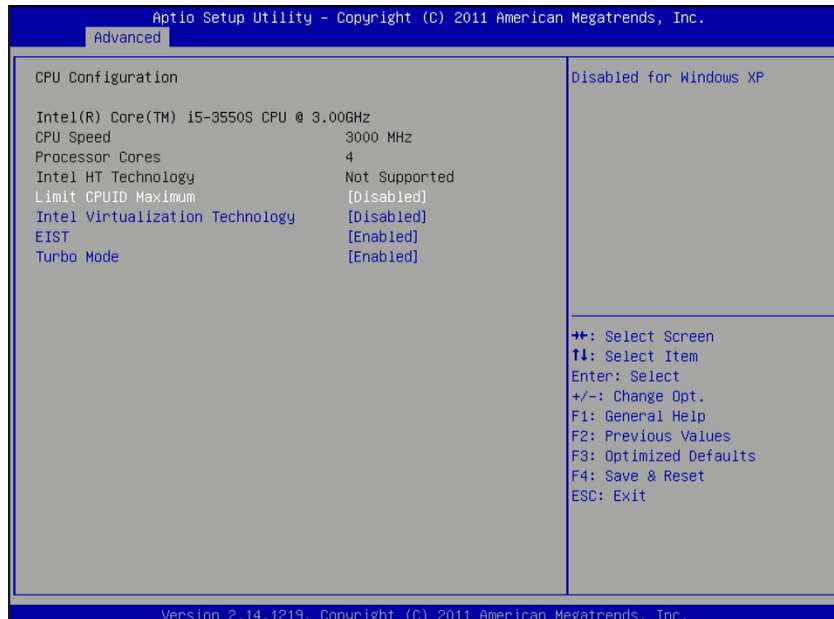 Aptio Setup Utility – Copyright (C) 2011 American Megatrends, Inc.
Advanced
CPU Configuration
Intel(R) Core(TM) i5-3550S CPU @ 3.00GHz
CPU Speed 3000 MHz
Processor Cores 4
Intel HT Technology Not Supported
Limit CPUID Maximum [Disabled]
Intel Virtualization Technology [Disabled]
EIST [Enabled]
Turbo Mode [Enabled]
Disabled for Windows XP
→←: Select Screen
↑↓: Select Item
Enter: Select
+/-: Change Opt.
F1: General Help
F2: Previous Values
F3: Optimized Defaults
F4: Save & Reset
ESC: Exit
Version 2.14.1219. Copyright (C) 2011 American Megatrends, Inc.